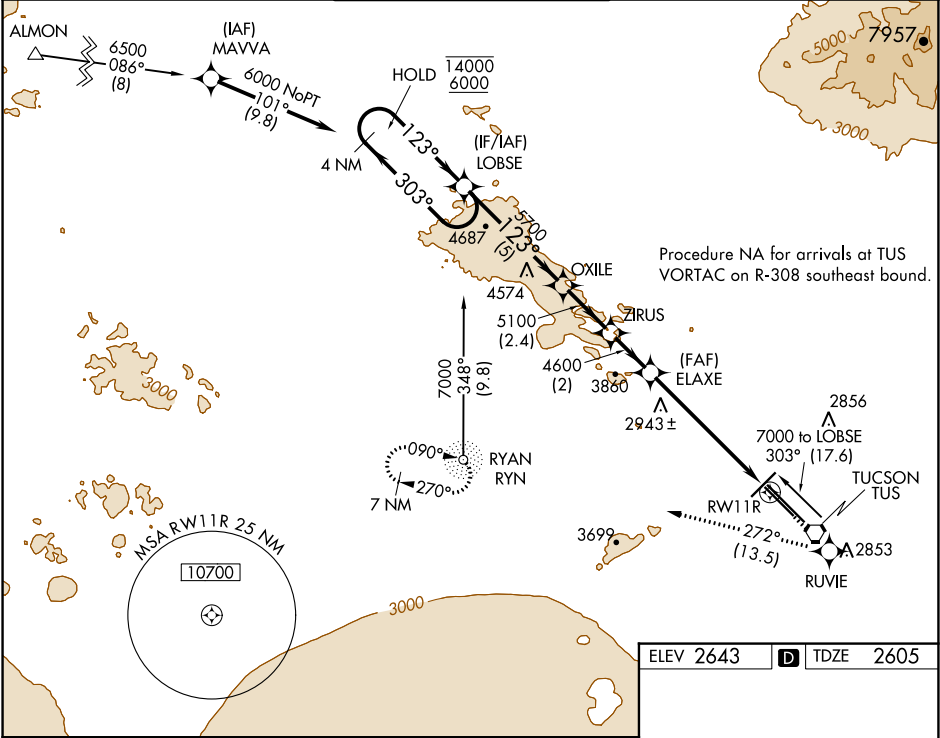 ALMON
6500
086°
(8)
(IAF)
MAVVA
6000 NoPT
101°
(9.8)
HOLD
14000
6000
4 NM
123°
303°
(IF/IAF)
LOBSE
7957
5000
3000
4687
5700
123°
(5)
4574
OXILE
Procedure NA for arrivals at TUS
VORTAC on R-308 southeast bound.
5100
(2.4)
ZIRUS
4600
(2)
3860
(FAF)
ELAXE
2943±
3000
7000
348°
(9.8)
090°
270°
7 NM
RYAN
RYN
2856
7000 to LOBSE
303° (17.6)
TUCSON
TUS
RW11R
3699
272°
(13.5)
2853
RUVIE
MSA RW11R 25 NM
10700
3000
ELEV 2643
D
TDZE 2605